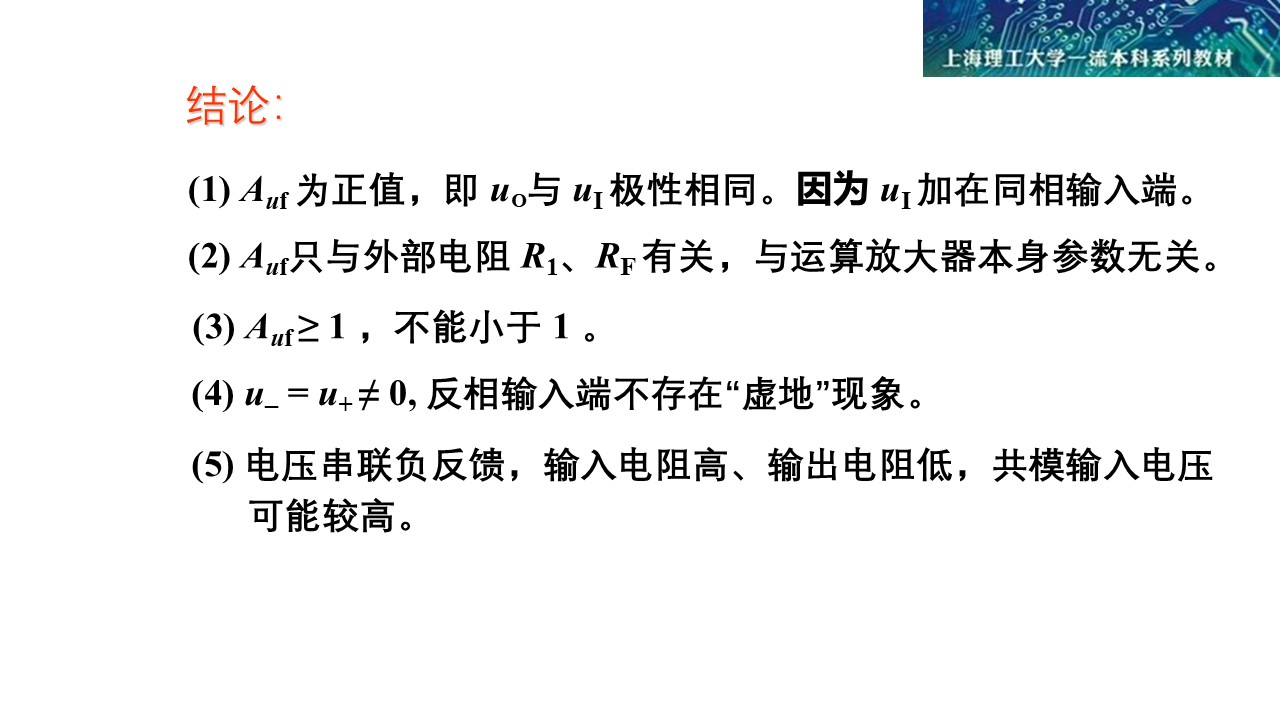 上海理工大学一流本科系列教材
结论:
(1) Auf 为正值，即 uO与 uI 极性相同。因为 uI 加在同相输入端。
(2) Auf只与外部电阻 R1、RF 有关，与运算放大器本身参数无关。
(3) Auf ≥ 1 ，不能小于 1 。
(4) u− = u+ ≠ 0, 反相输入端不存在“虚地”现象。
(5) 电压串联负反馈，输入电阻高、输出电阻低，共模输入电压
可能较高。